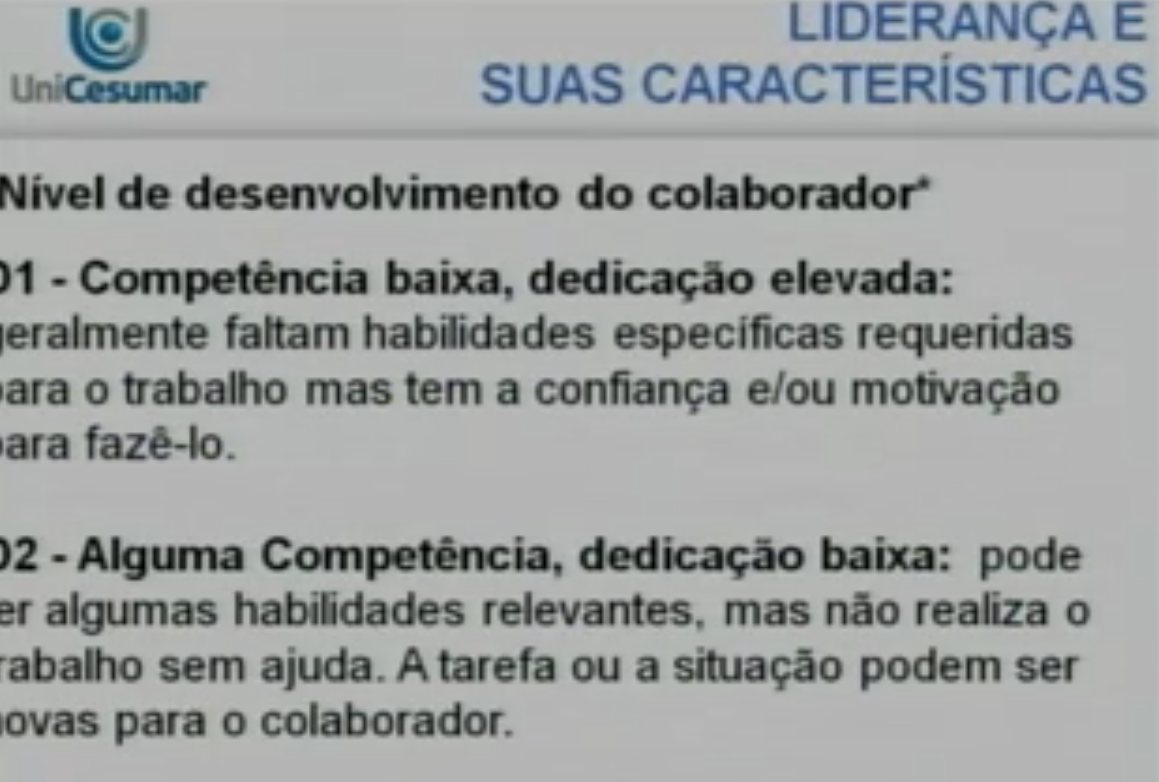 UniCesumar
LIDERANÇA E
SUAS CARACTERÍSTICAS
Nível de desenvolvimento do colaborador*
01 - Competência baixa, dedicação elevada:
geralmente faltam habilidades específicas requeridas
para o trabalho mas tem a confiança e/ou motivação
para fazê-lo.
02 - Alguma Competência, dedicação baixa: pode
ter algumas habilidades relevantes, mas não realiza o
trabalho sem ajuda. A tarefa ou a situação podem ser
novas para o colaborador.